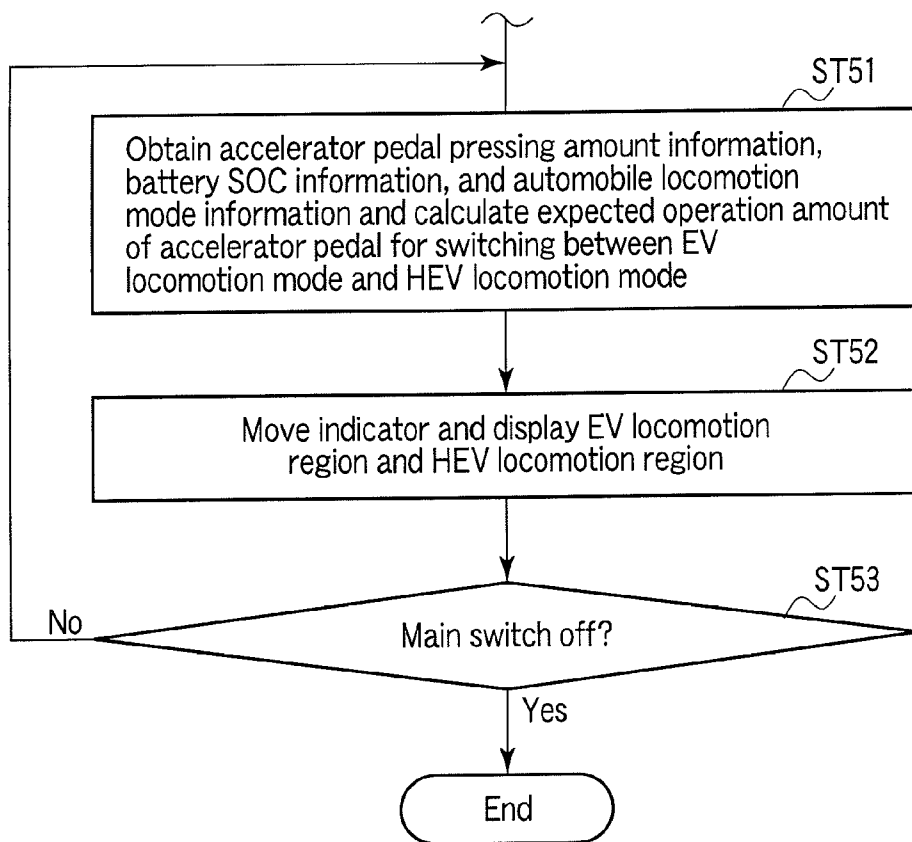 ST51
Obtain accelerator pedal pressing amount information,
battery SOC information, and automobile locomotion
mode information and calculate expected operation amount
of accelerator pedal for switching between EV
locomotion mode and HEV locomotion mode
ST52
Move indicator and display EV locomotion
region and HEV locomotion region
ST53
No
Main switch off?
Yes
End